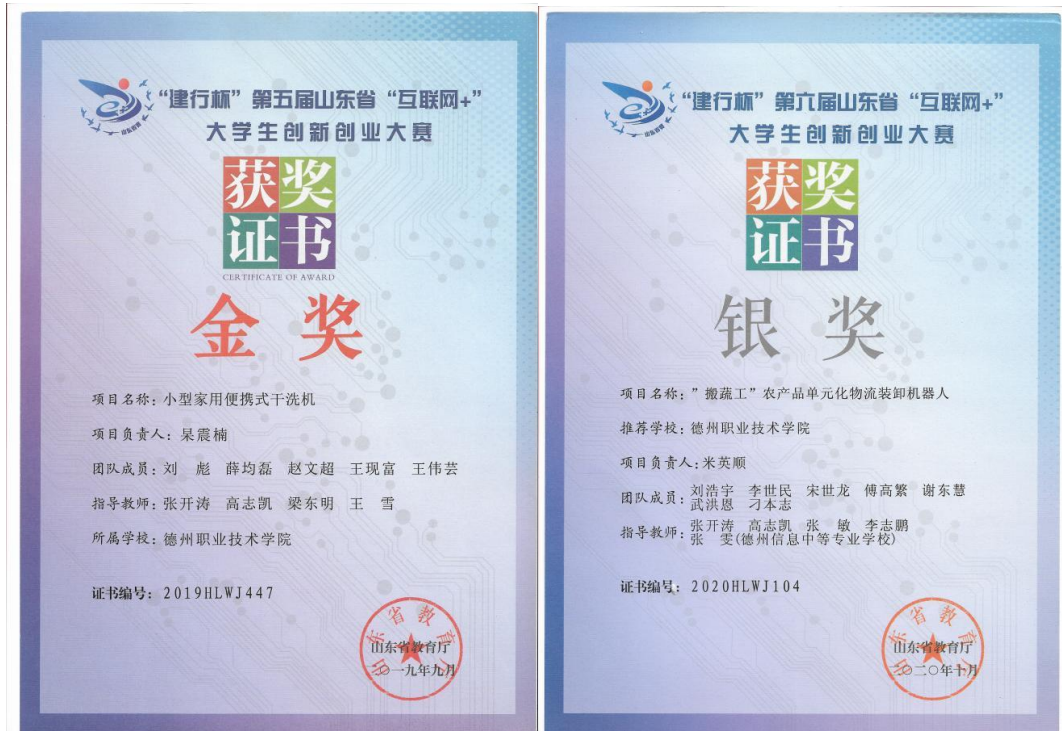 “建行杯”第五届山东省“互联网+”
大学生创新创业大赛
获奖
证书
CERTIFICATE OF AWARD
金奖
项目名称：小型家用便携式干洗机
项目负责人：杲震楠
团队成员：刘 彪 薛均磊 赵文超 王现富 王伟芸
指导教师：张开涛 高志凯 梁东明 王 雪
所属学校：德州职业技术学院
证书编号：2019HLWJ447
山东省教育厅
二〇一九年九月
“建行杯”第六届山东省“互联网+”
大学生创新创业大赛
获奖
证书
银奖
项目名称：”搬蔬工”农产品单元化物流装卸机器人
推荐学校：德州职业技术学院
项目负责人：米英顺
团队成员：刘浩宇 李世民 宋世龙 傅高繁 谢东慧
武洪恩 刁本志
指导教师：张开涛 高志凯 张 敏 李志鹏
张 雯(德州信息中等专业学校)
证书编号：2020HLWJ104
山东省教育厅
二〇二〇年十月